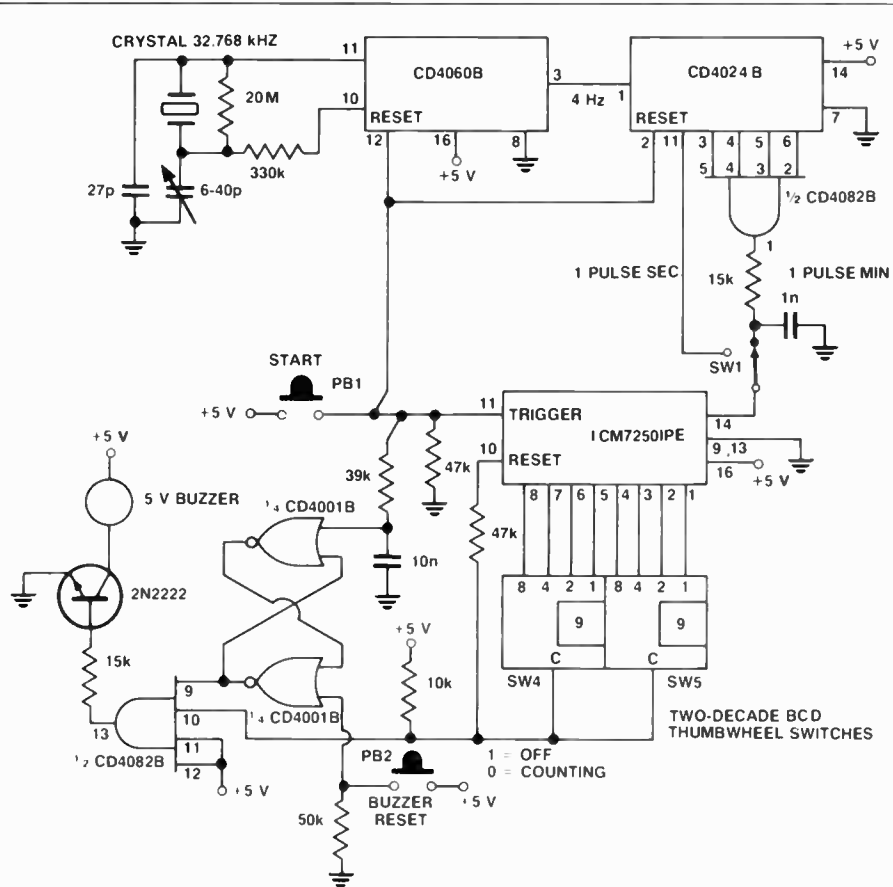 CRYSTAL 32.768 kHZ
11
CD4060B
3
4 Hz
1
CD4024 B
14
+5 V
20M
10
RESET
RESET
7
12
16
8
2
11
3
4
5
6
+5 V
330k
5
4
3
2
½ CD4082B
27p
6-40p
1
1 PULSE SEC
15k
1 PULSE MIN
1n
START
PB1
SW1
+5 V
11
TRIGGER
ICM7250IPE
14
10
RESET
9 ,13
16
+5 V
39k
47k
+5 V
5 V BUZZER
¼ CD4001B
8
7
6
5
4
3
2
1
47k
10n
8
4
2
1
8
4
2
1
2N2222
9
9
+5 V
C
C
15k
10k
SW4
SW5
9
¼ CD4001B
10
13
11
12
PB2
1 = OFF
0 = COUNTING
TWO-DECADE BCD
THUMBWHEEL SWITCHES
½ CD4082B
+5 V
BUZZER
RESET
+5 V
50k